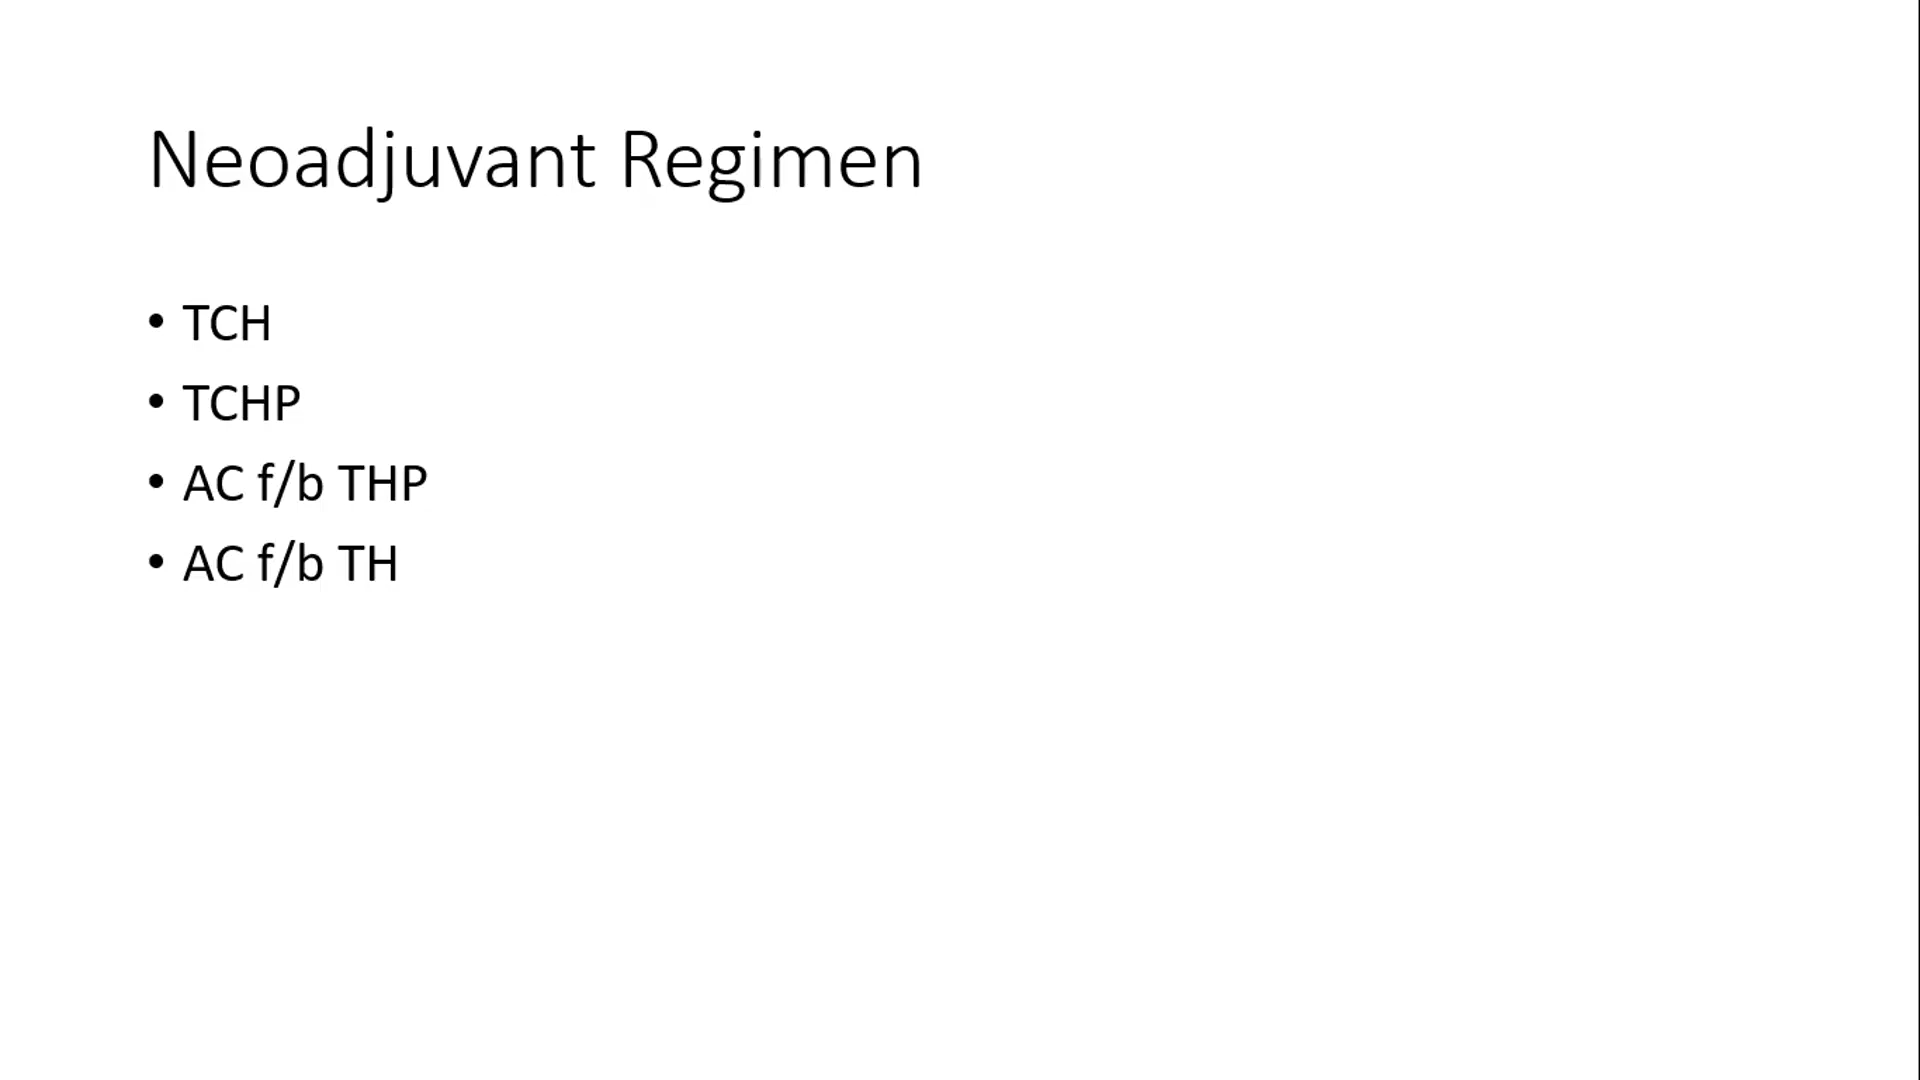 Neoadjuvant Regimen
• TCH
• TCHP
• AC f/b THP
• AC f/b TH